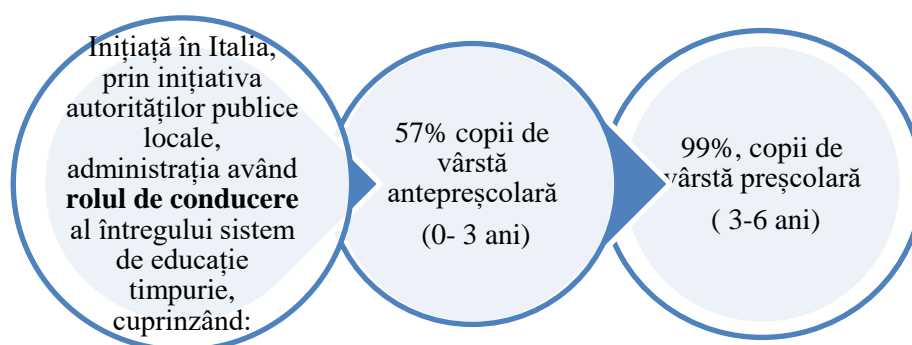 Inițiată în Italia,
prin inițiativa
autorităților publice
locale,
administrația având
rolul de conducere
al întregului sistem
de educație
timpurie,
cuprinzând:
57% copii de
vârstă
antepreșcolară
(0- 3 ani)
99%, copii de
vârstă preșcolară
( 3-6 ani)